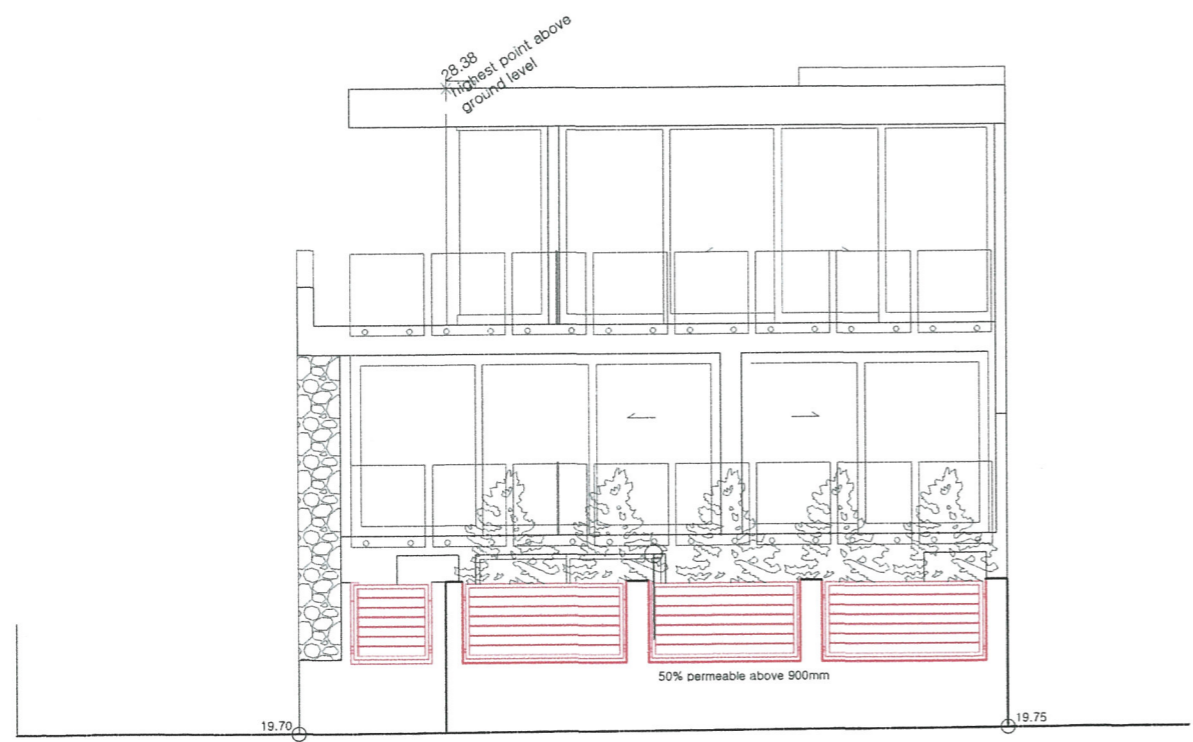 28.38
highest point above
ground level
50% permeable above 900mm
19.70
19.75